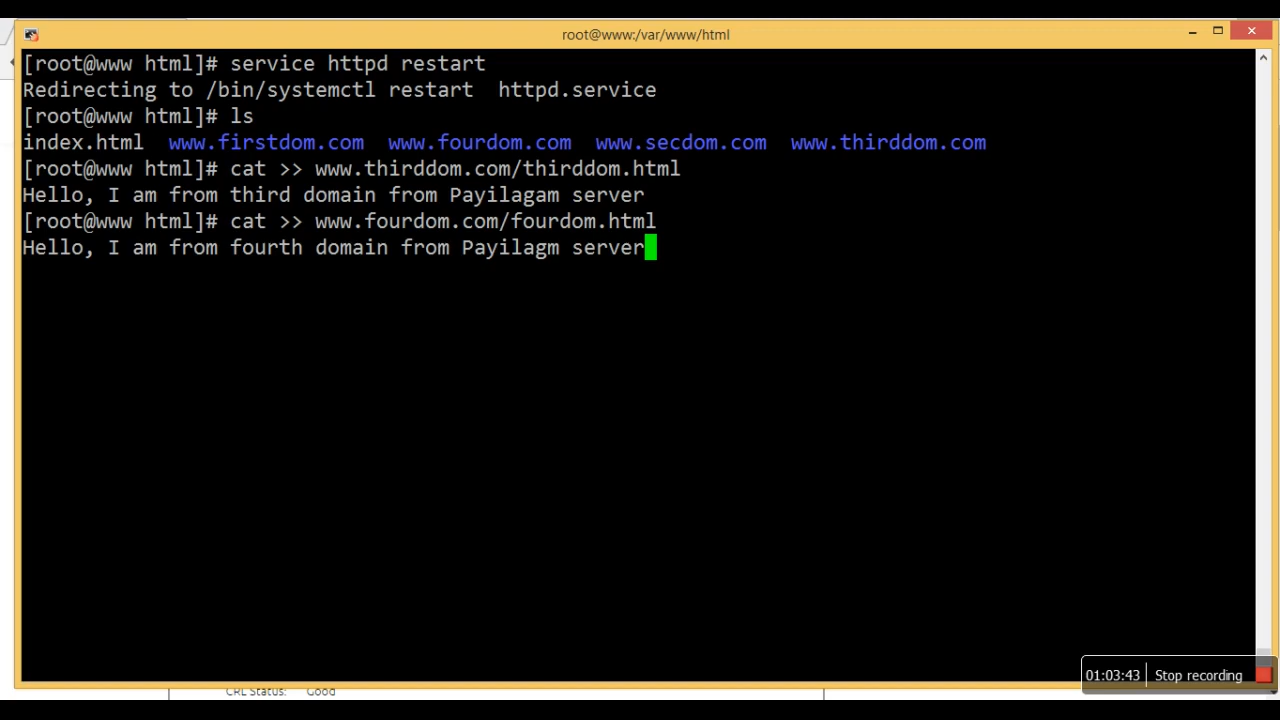 root@www:/var/www/html
[root@www html]# service httpd restart
Redirecting to /bin/systemctl restart  httpd.service
[root@www html]# ls
index.html  www.firstdom.com  www.fourdom.com  www.secdom.com  www.thirddom.com
[root@www html]# cat >> www.thirddom.com/thirddom.html
Hello, I am from third domain from Payilagam server
[root@www html]# cat >> www.fourdom.com/fourdom.html
Hello, I am from fourth domain from Payilagm server
01:03:43 Stop recording
CRL Status: Good